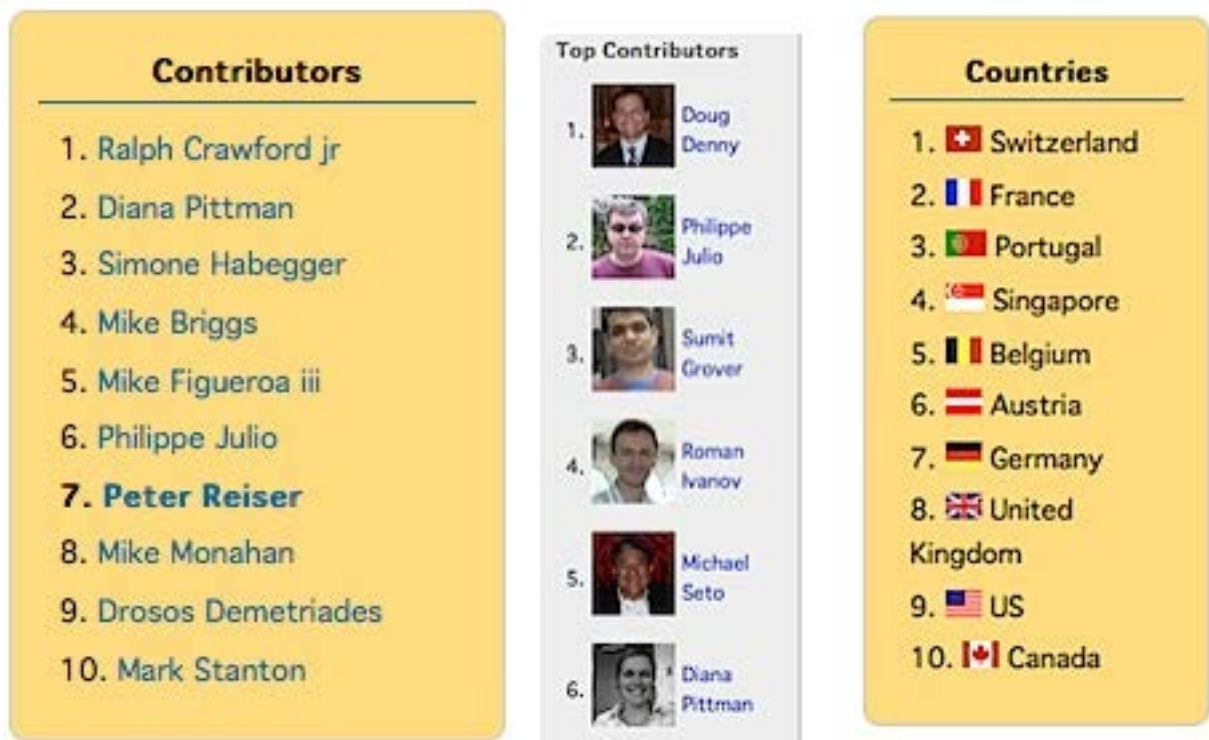 Contributors
1. Ralph Crawford jr
2. Diana Pittman
3. Simone Habegger
4. Mike Briggs
5. Mike Figueroa iii
6. Philippe Julio
7. Peter Reiser
8. Mike Monahan
9. Drosos Demetriades
10. Mark Stanton
Top Contributors
1. Doug
Denny
2. Philippe
Julio
3. Sumit
Grover
4. Roman
Ivanov
5. Michael
Seto
6. Diana
Pittman
Countries
1. Switzerland
2. France
3. Portugal
4. Singapore
5. Belgium
6. Austria
7. Germany
8. United
Kingdom
9. US
10. Canada